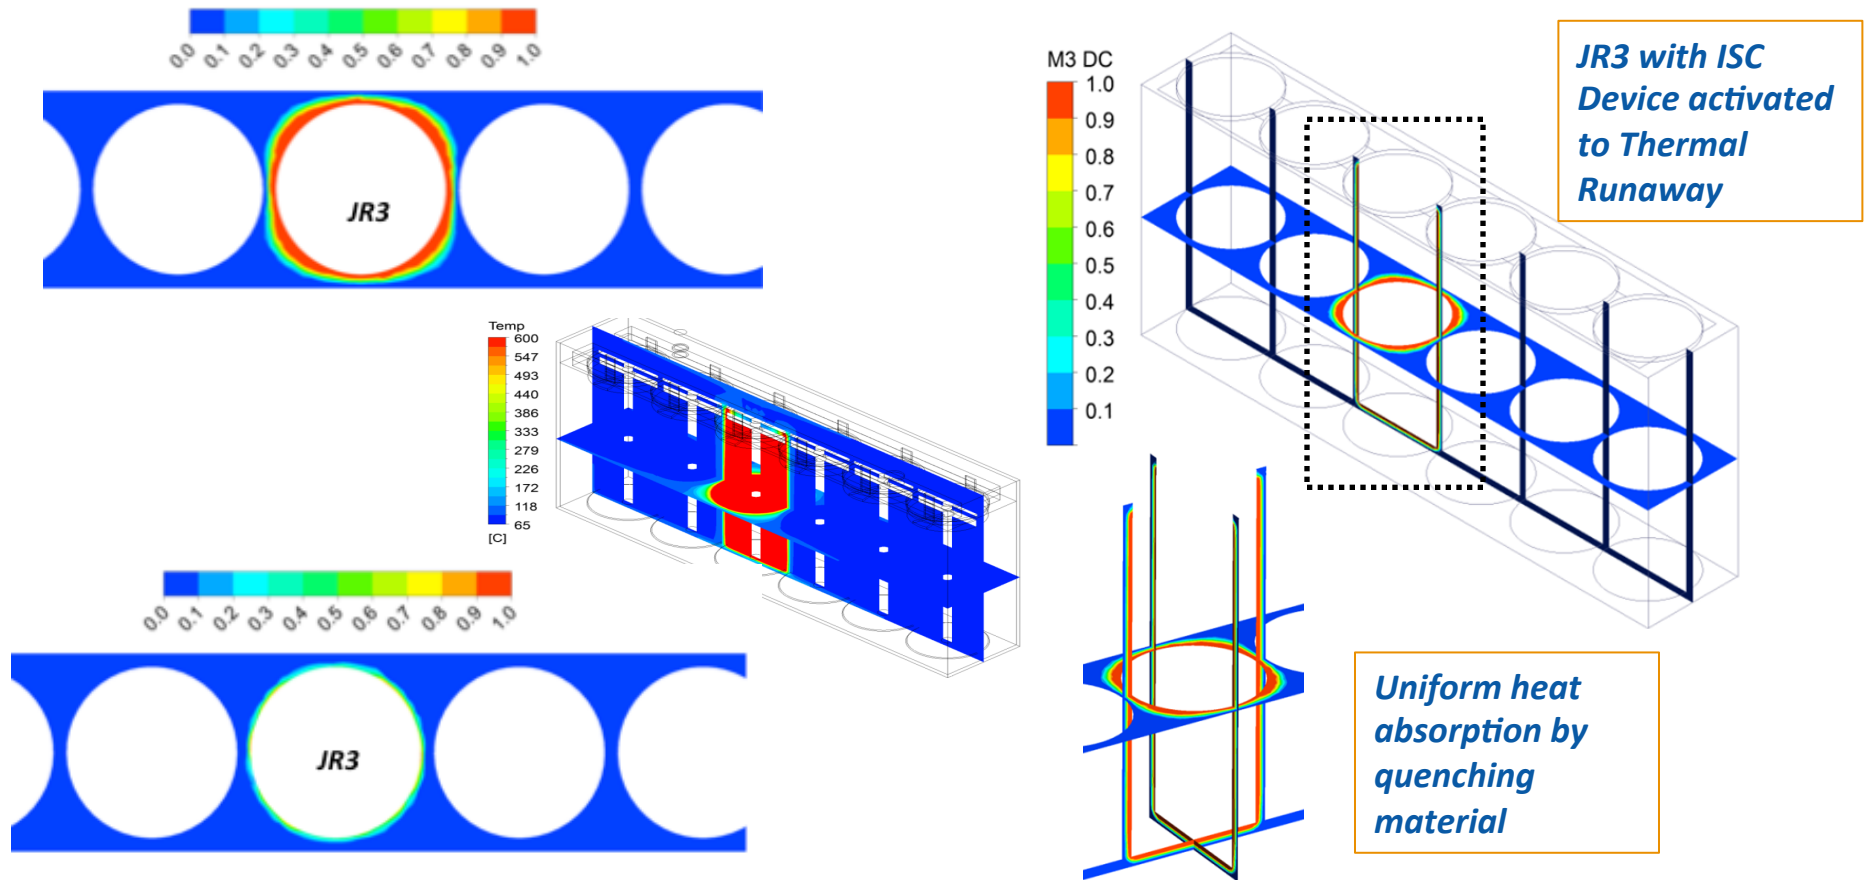 0.0 0.1 0.2 0.3 0.4 0.5 0.6 0.7 0.8 0.9 1.0
JR3
Temp
600
547
493
440
386
333
279
226
172
118
65
[C]
0.0 0.1 0.2 0.3 0.4 0.5 0.6 0.7 0.8 0.9 1.0
JR3
M3 DC
1.0
0.9
0.8
0.7
0.6
0.5
0.4
0.3
0.2
0.1
JR3 with ISC
Device activated
to Thermal
Runaway
Uniform heat
absorption by
quenching
material